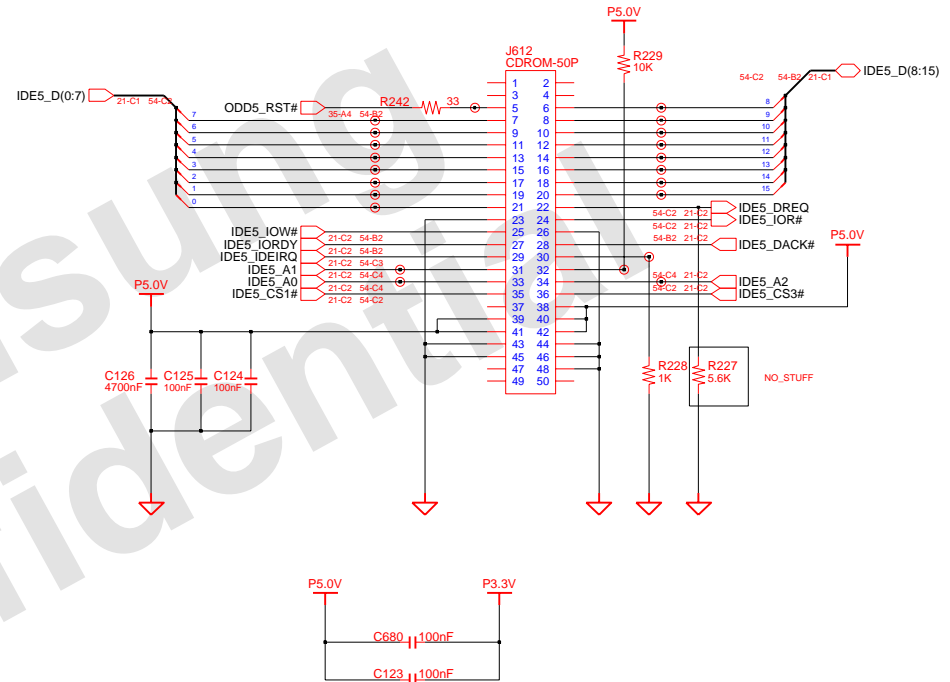 P5.0V
J612
CDROM-50P
R229
10K
IDE5_D(0:7)
21-C1 54-C2
ODD5_RST#
35-A4 54-B2
R242 33
54-C2 54-B2 21-C1
IDE5_D(8:15)
1 2
3 4
5 6 8
7 7 8 9
6 9 10 10
5 11 12 11
4 13 14 12
3 15 16 13
2 17 18 14
1 19 20 15
0 21 22 IDE5_DREQ
23 24 54-C2 21-C2 IDE5_IOR#
IDE5_IOW# 25 26 54-C2 21-C2
21-C2 54-B2
IDE5_IORDY 27 28 54-B2 21-C2 IDE5_DACK#
21-C2 54-B2
IDE5_IDEIRQ 29 30
21-C2 54-C3
IDE5_A1 31 32
21-C2 54-C4
IDE5_A0 33 34 54-C4 21-C2 IDE5_A2
21-C2 54-C4
IDE5_CS1# 35 36 54-C2 21-C2 IDE5_CS3#
21-C2 54-C2
37 38
39 40
41 42
43 44
45 46
47 48
49 50
P5.0V
P5.0V
C126
4700nF
C125
100nF
C124
100nF
R228
1K
R227
5.6K
NO_STUFF
P5.0V
P3.3V
C680 100nF
C123 100nF
sung
fidential